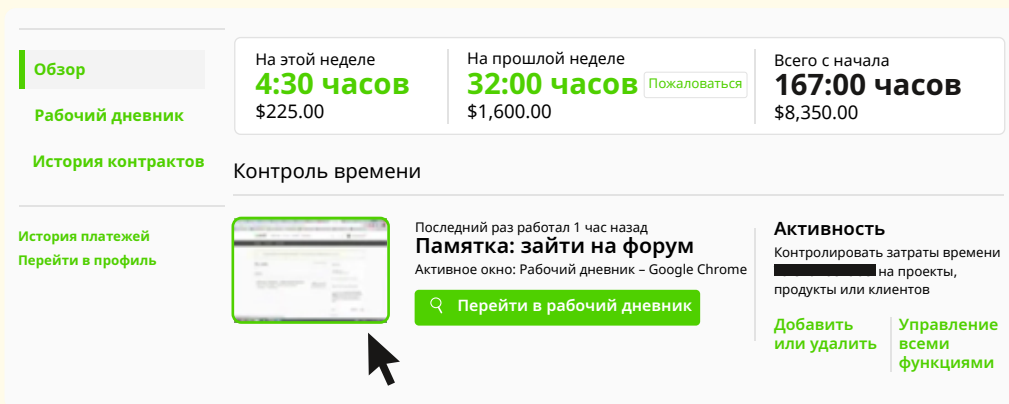 Обзор
Рабочий дневник
История контрактов
История платежей
Перейти в профиль
На этой неделе
4:30 часов
$225.00
На прошлой неделе
32:00 часов Пожаловаться
$1,600.00
Всего с начала
167:00 часов
$8,350.00
Контроль времени
Последний раз работал 1 час назад
Памятка: зайти на форум
Активное окно: Рабочий дневник – Google Chrome
Перейти в рабочий дневник
Активность
Контролировать затраты времени
на проекты,
продукты или клиентов
Добавить
или удалить
Управление
всеми
функциями